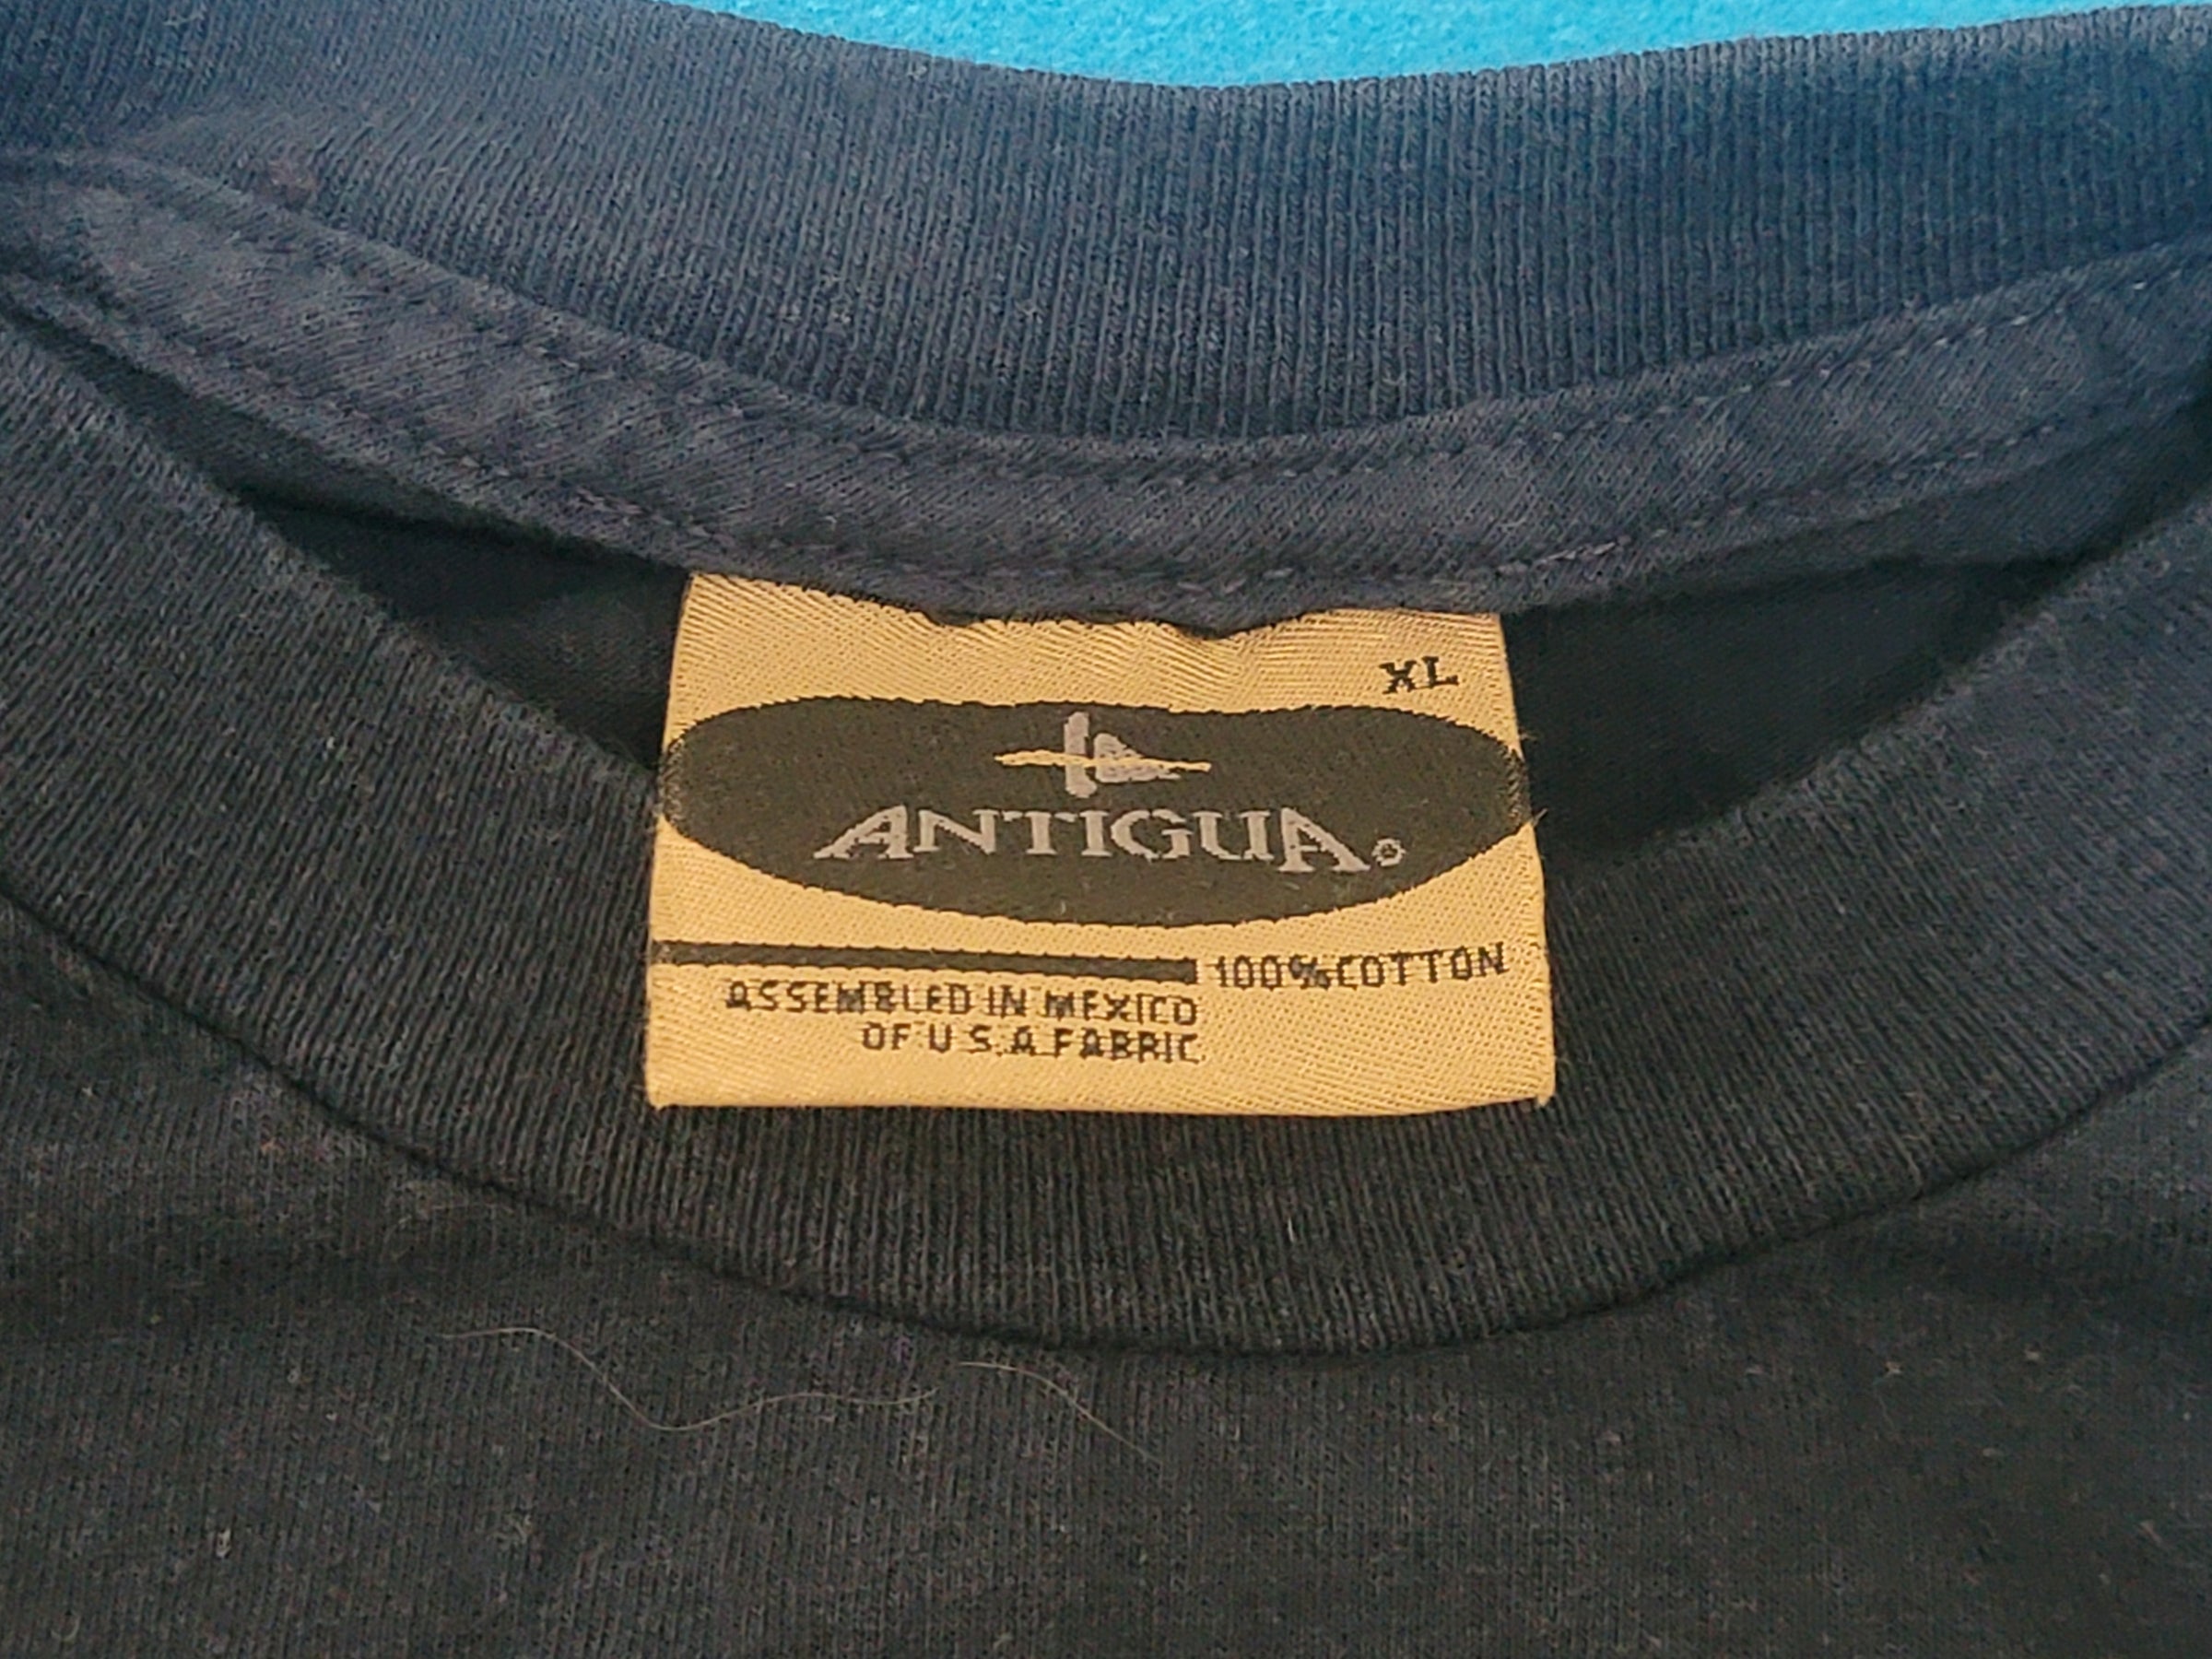 XL
ANTIGUA®
100% COTTON
ASSEMBLED IN MEXICO
OF U.S.A FABRIC